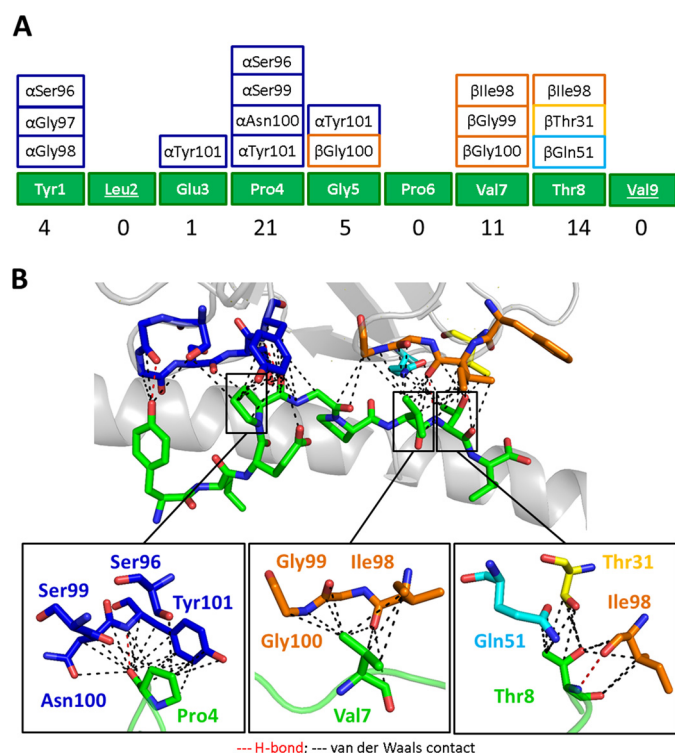 A
αSer96
αSer96 αSer99 βIle98 βIle98
αGly97 αAsn100 αTyr101 βGly99 βThr31
αGly98 αTyr101 αTyr101 βGly100 βGly100 βGln51
Tyr1 Leu2 Glu3 Pro4 Gly5 Pro6 Val7 Thr8 Val9
4 0 1 21 5 0 11 14 0
B
Ser96
Ser99
Tyr101
Asn100
Pro4
Gly99 Ile98
Gly100
Val7
Thr31
Ile98
Gln51
Thr8
--- H-bond; --- van der Waals contact